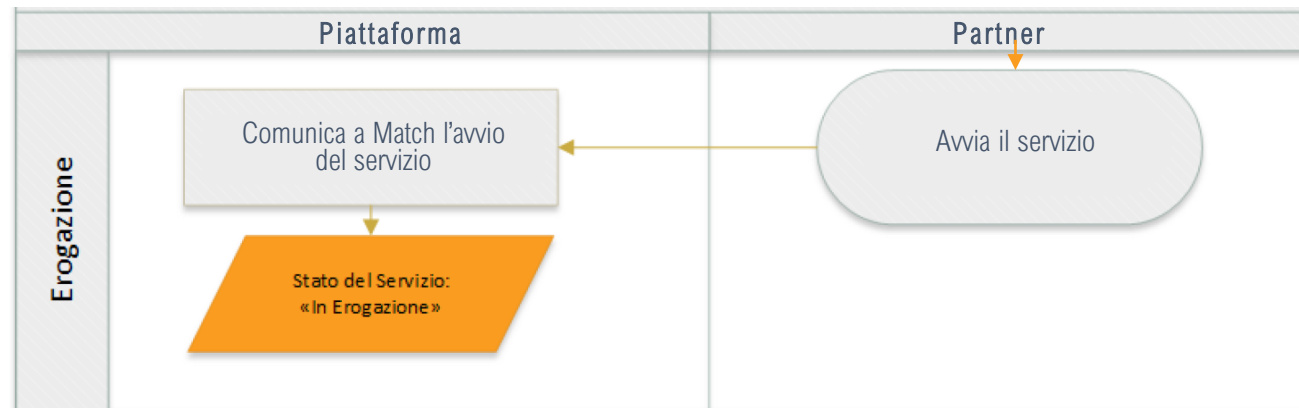 Piattaforma
Partner
Erogazione
Comunica a Match l’avvio
del servizio
Avvia il servizio
Stato del Servizio:
«In Erogazione»